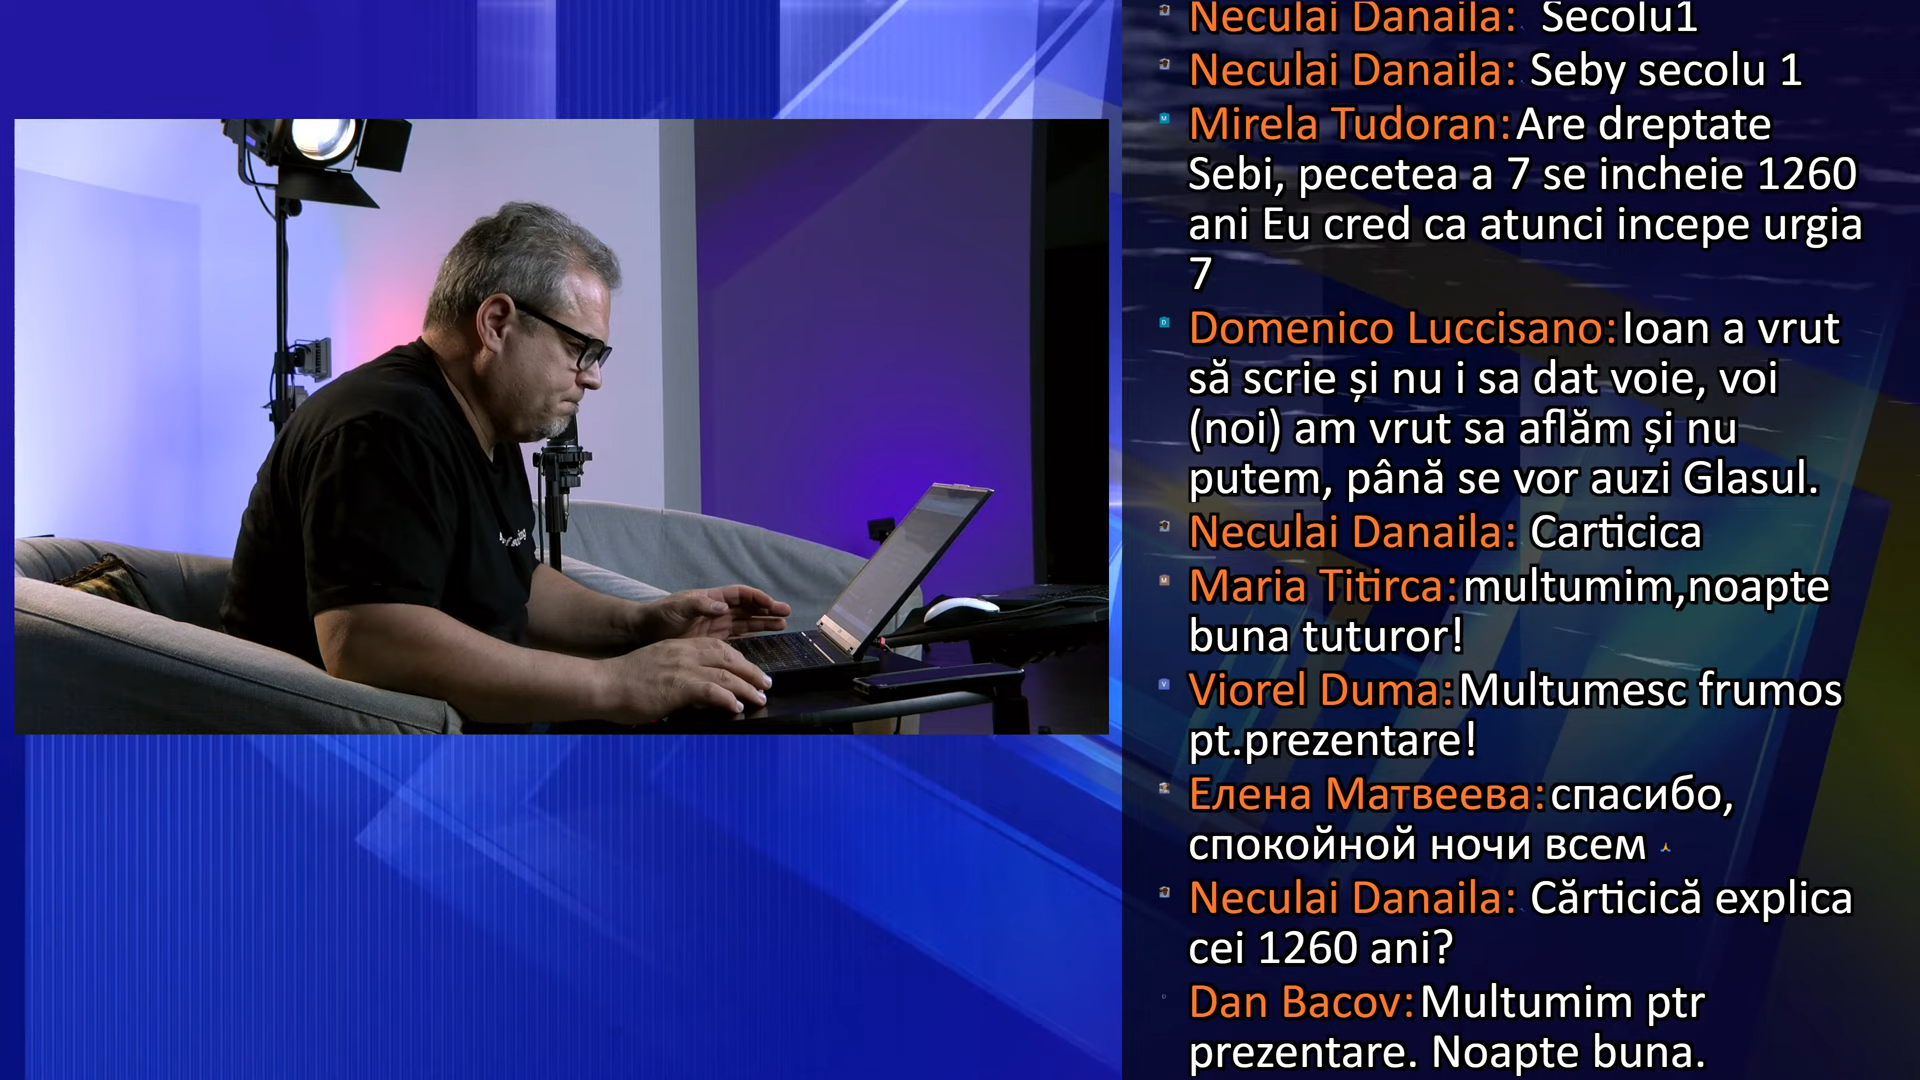 Neculai Danaila: Secolu1
Neculai Danaila: Seby secolu 1
Mirela Tudoran: Are dreptate
Sebi, pecetea a 7 se incheie 1260
ani Eu cred ca atunci incepe urgia
7
Domenico Luccisano: Ioan a vrut
să scrie și nu i sa dat voie, voi
(noi) am vrut sa aflăm și nu
putem, până se vor auzi Glasul.
Neculai Danaila: Carticica
Maria Titirca: multumim,noapte
buna tuturor!
Viorel Duma: Multumesc frumos
pt.prezentare!
Елена Матвеева: спасибо,
спокойной ночи всем
Neculai Danaila: Cărticică explica
cei 1260 ani?
Dan Bacov: Multumim ptr
prezentare. Noapte buna.